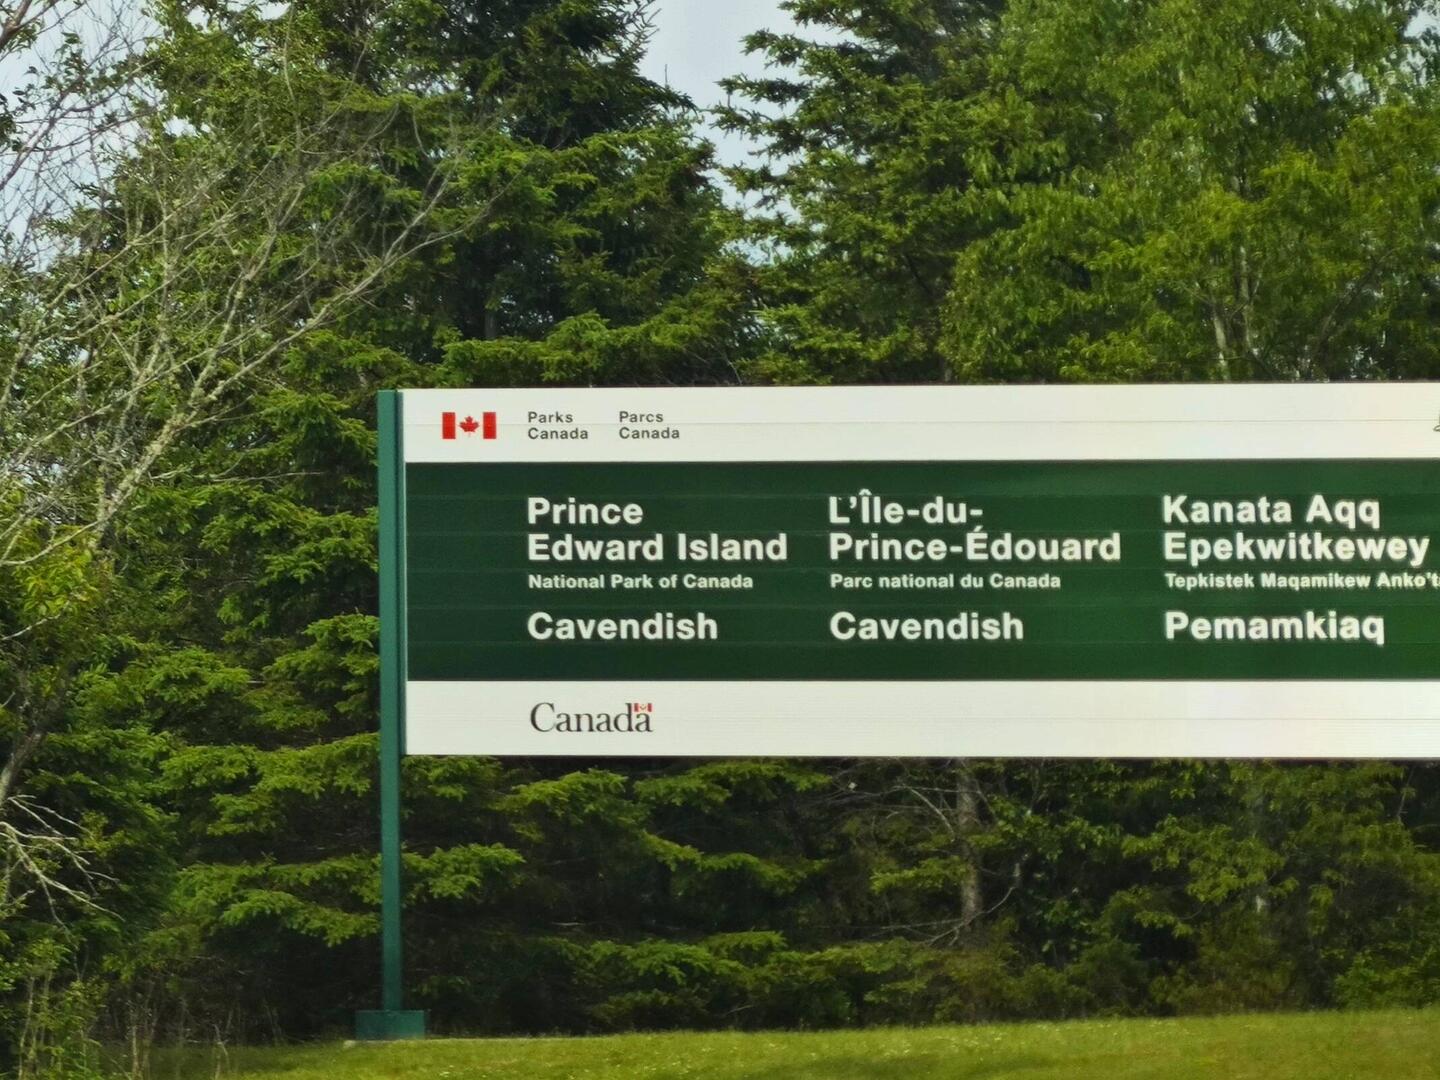 Parks
Canada
Parcs
Canada
Prince
Edward Island
National Park of Canada
Cavendish
L'Île-du-
Prince-Édouard
Parc national du Canada
Cavendish
Kanata Aqq
Epekwitkewey
Tepkistek Maqamikew
Pemamkiaq
Canada